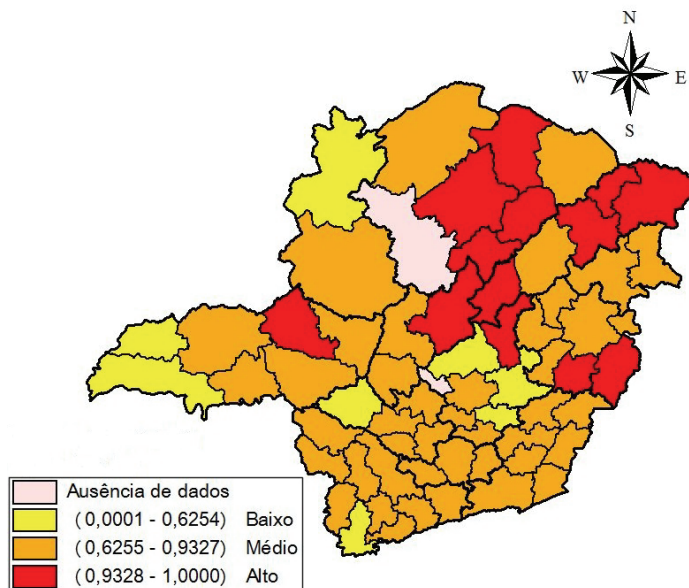 N
W E
S
Ausência de dados
(0,0001 - 0,6254) Baixo
(0,6255 - 0,9327) Médio
(0,9328 - 1,0000) Alto